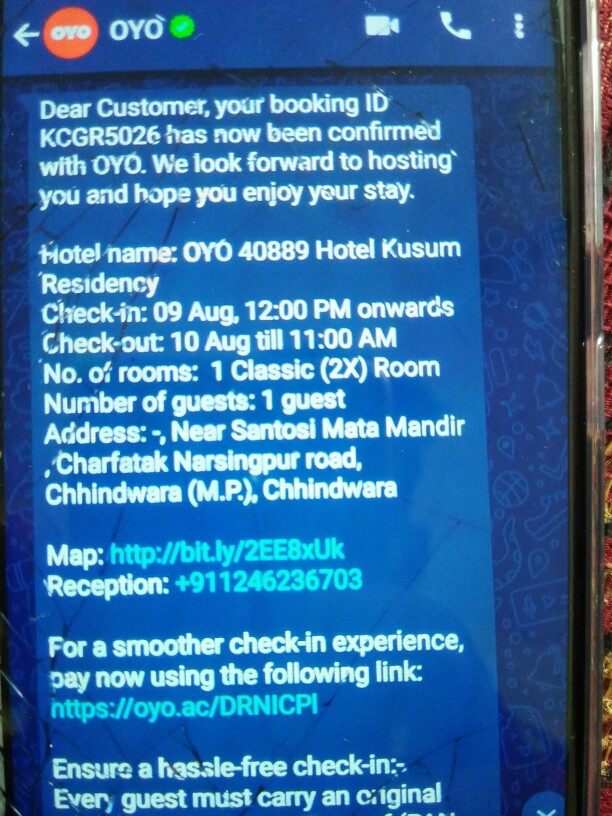 OYO OYO
Dear Customer, your booking ID
KCGR5026 has now been confirmed
with OYO. We look forward to hosting
you and hope you enjoy your stay.
Hotel name: OYO 40889 Hotel Kusum
Residency
Check-in: 09 Aug, 12:00 PM onwards
Check-out: 10 Aug till 11:00 AM
No. of rooms: 1 Classic (2X) Room
Number of guests: 1 guest
Address: -, Near Santosi Mata Mandir
, Charfatak Narsingpur road,
Chhindwara (M.P.), Chhindwara
Map: http://bit.ly/2EE8xUk
Reception: +911246236703
For a smoother check-in experience,
pay now using the following link:
https://oyo.ac/DRNICPl
Ensure a hassle-free check-in:-
Every guest must carry an original